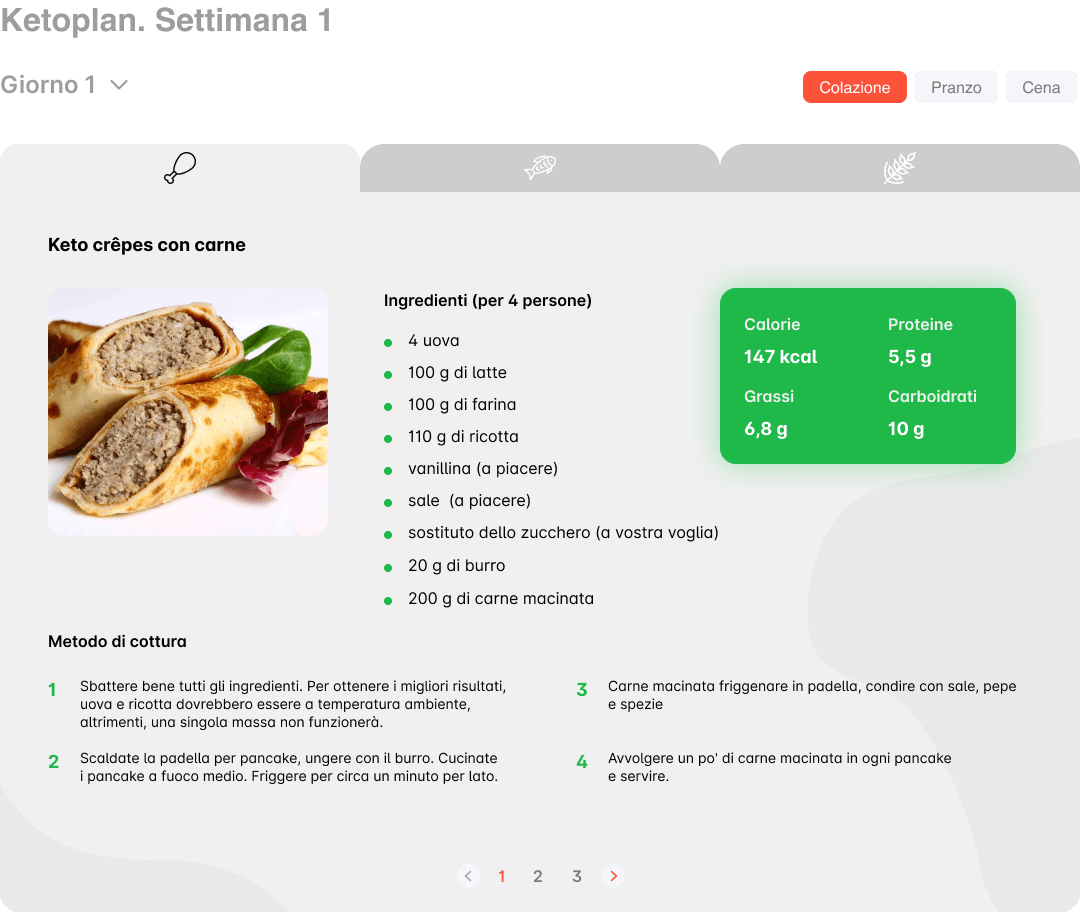 Ketoplan. Settimana 1
Giorno 1
Colazione
Pranzo
Cena
Keto crêpes con carne
Ingredienti (per 4 persone)
4 uova
100 g di latte
100 g di farina
110 g di ricotta
vanillina (a piacere)
sale  (a piacere)
sostituto dello zucchero (a vostra voglia)
20 g di burro
200 g di carne macinata
Calorie
147 kcal
Proteine
5,5 g
Grassi
6,8 g
Carboidrati
10 g
Metodo di cottura
1
Sbattere bene tutti gli ingredienti. Per ottenere i migliori risultati,
uova e ricotta dovrebbero essere a temperatura ambiente,
altrimenti, una singola massa non funzionerà.
2
Scaldate la padella per pancake, ungere con il burro. Cucinate
i pancake a fuoco medio. Friggere per circa un minuto per lato.
3
Carne macinata friggenare in padella, condire con sale, pepe
e spezie
4
Avvolgere un po' di carne macinata in ogni pancake
e servire.
1 2 3